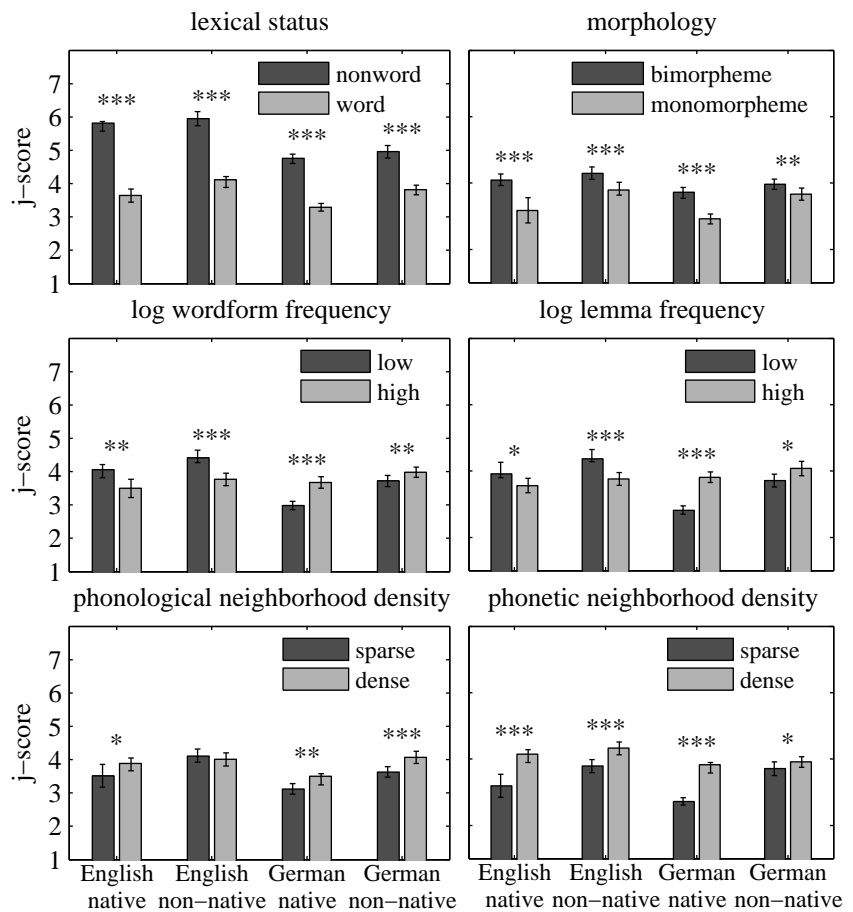 lexical status
morphology
nonword
word
bimorpheme
monomorpheme
j−score
7
6
5
4
3
2
1
***
***
***
***
***
***
***
**
log wordform frequency
log lemma frequency
low
high
low
high
j−score
7
6
5
4
3
2
1
**
***
***
**
*
***
***
*
phonological neighborhood density
phonetic neighborhood density
sparse
dense
sparse
dense
j−score
7
6
5
4
3
2
1
*
**
***
***
***
***
*
English
native
English
non−native
German
native
German
non−native
English
native
English
non−native
German
native
German
non−native